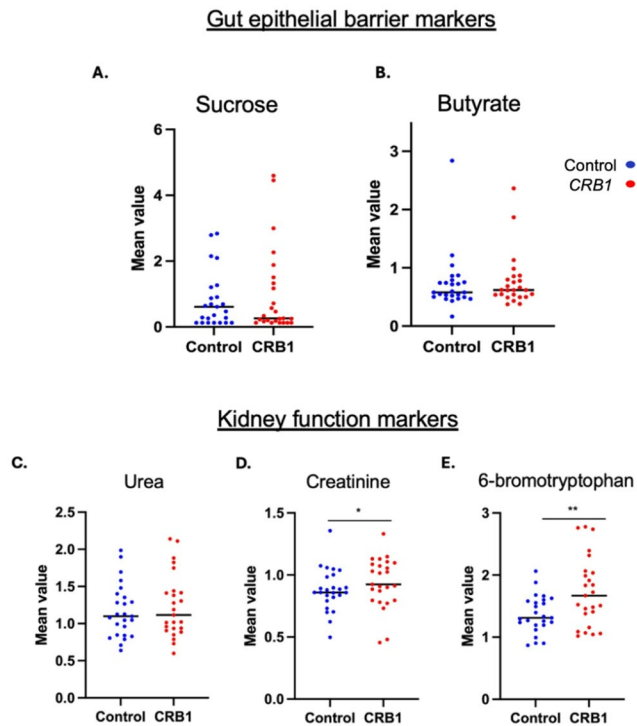 Gut epithelial barrier markers
A.
B.
Sucrose
Butyrate
Control
CRB1
Mean value
6
4
2
0
Control CRB1
Mean value
3
2
1
0
Control CRB1
Kidney function markers
C.
D.
E.
Urea
Creatinine
6-bromotryptophan
Mean value
2.5
2.0
1.5
1.0
0.5
0.0
Control CRB1
Mean value
1.5
1.0
0.5
0.0
*
Control CRB1
Mean value
3
2
1
0
**
Control CRB1